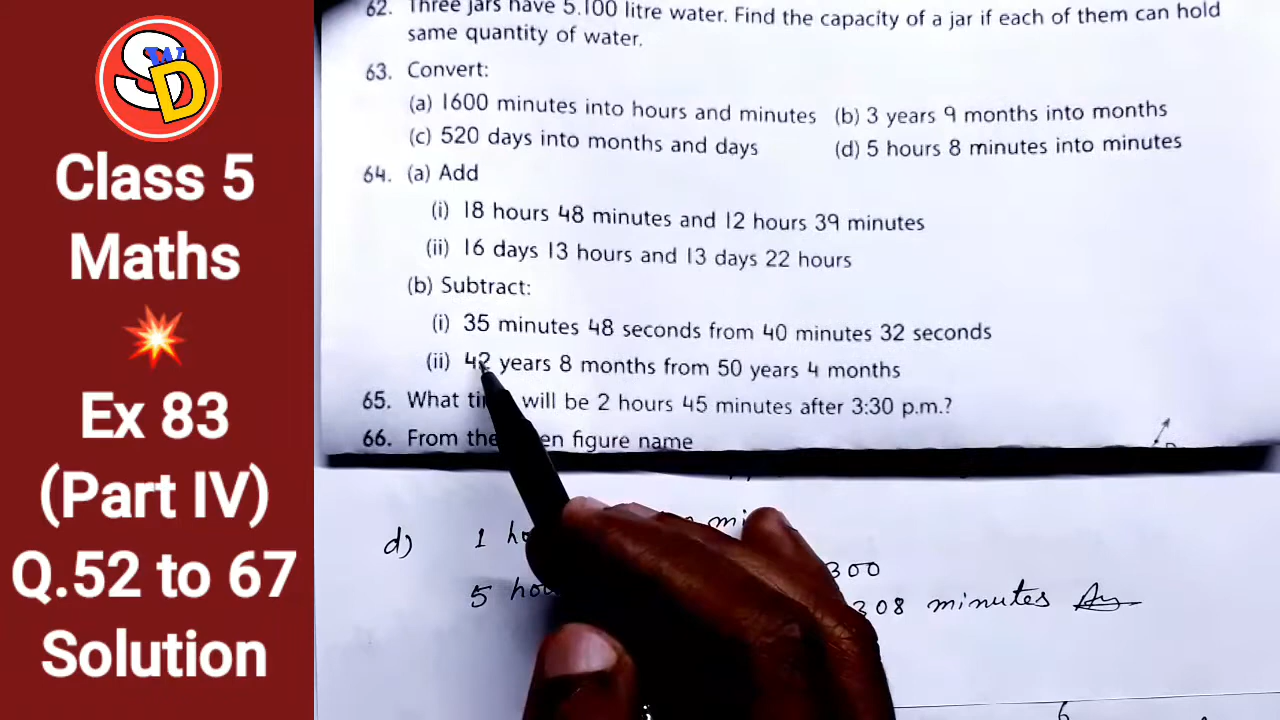 SWD
Class 5
Maths
Ex 83
(Part IV)
Q.52 to 67
Solution
62. Three jars have 5.100 litre water. Find the capacity of a jar if each of them can hold
same quantity of water.
63. Convert:
(a) 1600 minutes into hours and minutes (b) 3 years 9 months into months
(c) 520 days into months and days (d) 5 hours 8 minutes into minutes
64. (a) Add
(i) 18 hours 48 minutes and 12 hours 39 minutes
(ii) 16 days 13 hours and 13 days 22 hours
(b) Subtract:
(i) 35 minutes 48 seconds from 40 minutes 32 seconds
(ii) 42 years 8 months from 50 years 4 months
65. What will be 2 hours 45 minutes after 3:30 p.m.?
66. From figure name
d) 1
300
5 308 minutes Ans
6